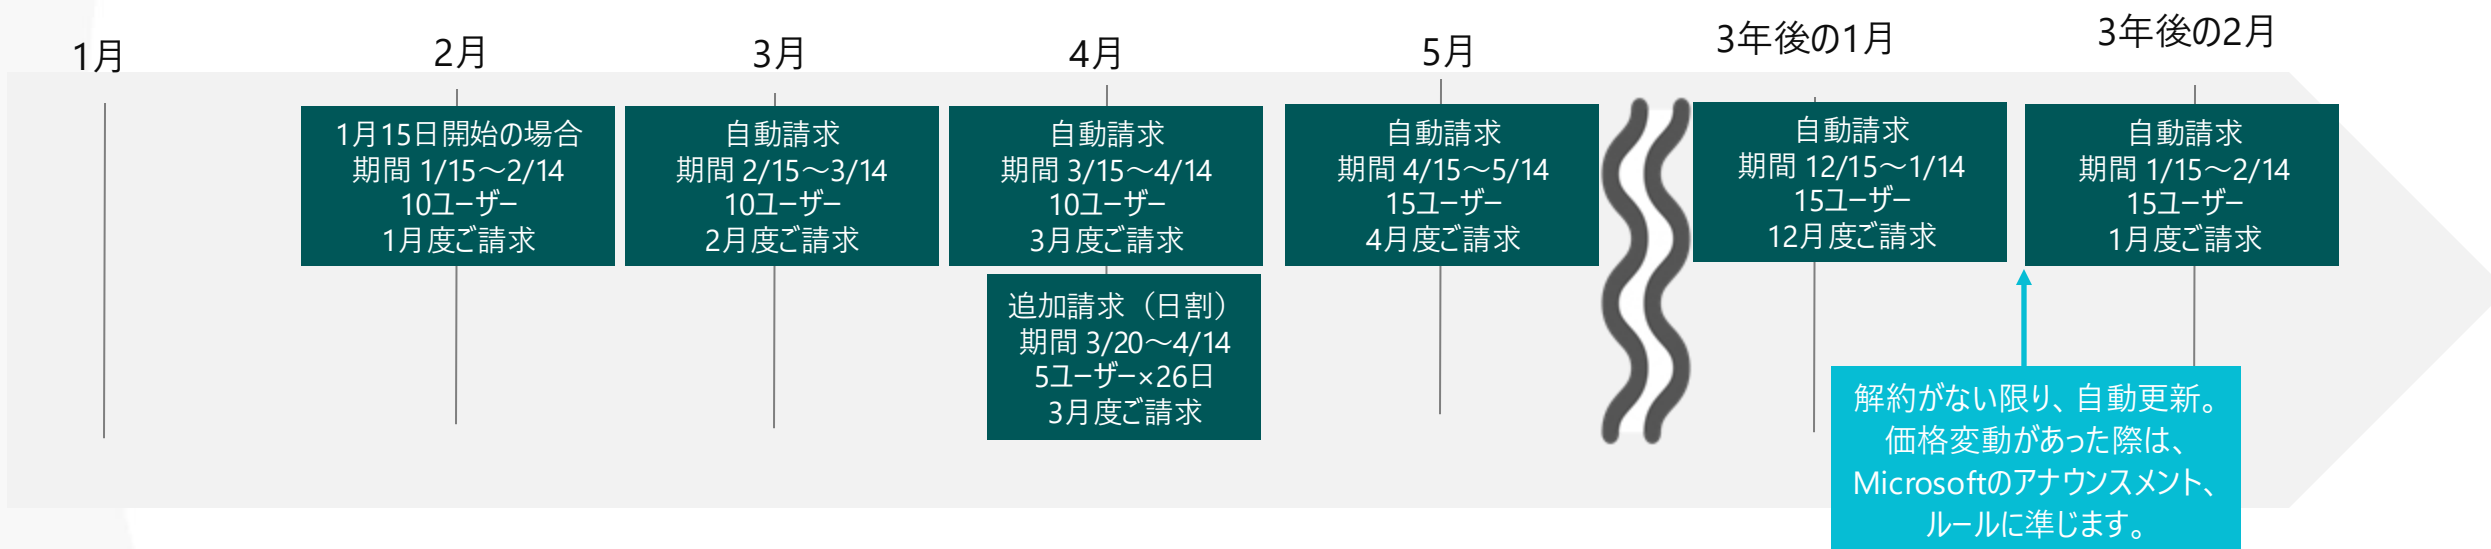 1月
2月
3月
4月
5月
3年後の1月
3年後の2月
1月15日開始の場合
期間 1/15～2/14
10ユーザー
1月度ご請求
自動請求
期間 2/15～3/14
10ユーザー
2月度ご請求
自動請求
期間 3/15～4/14
10ユーザー
3月度ご請求
追加請求（日割）
期間 3/20～4/14
5ユーザー×26日
3月度ご請求
自動請求
期間 4/15～5/14
15ユーザー
4月度ご請求
自動請求
期間 12/15～1/14
15ユーザー
12月度ご請求
自動請求
期間 1/15～2/14
15ユーザー
1月度ご請求
解約がない限り、自動更新。
価格変動があった際は、
Microsoftのアナウンスメント、
ルールに準じます。